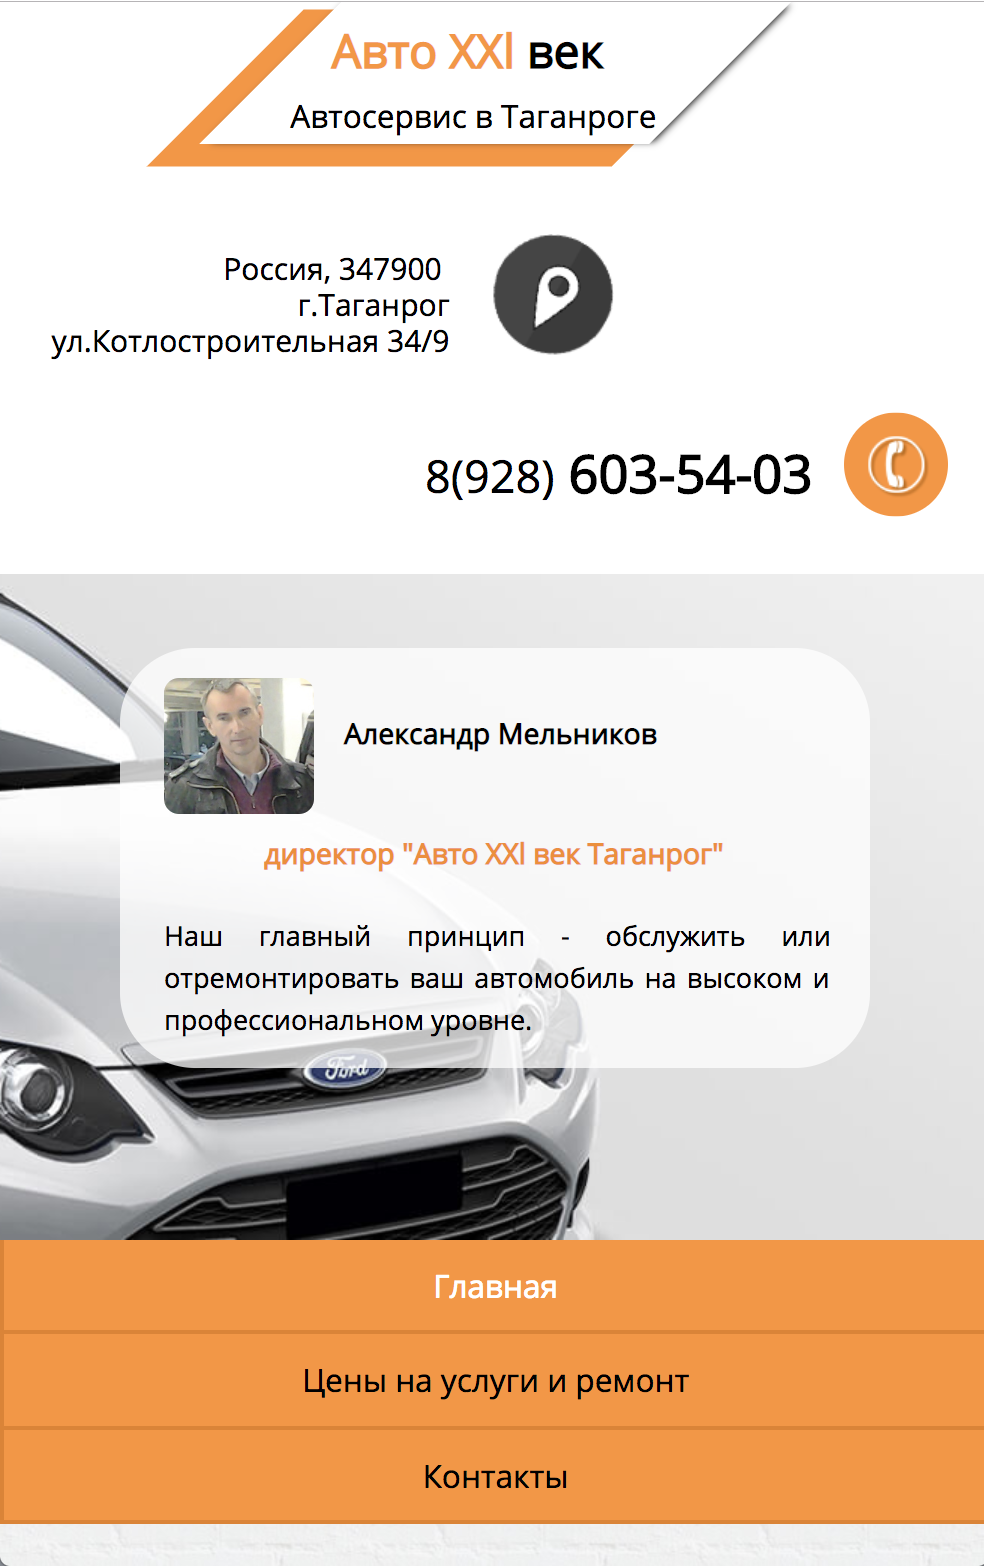 Авто XXl век
Автосервис в Таганроге
Россия, 347900
г.Таганрог
ул.Котлостроительная 34/9
8(928) 603-54-03
Александр Мельников
директор "Авто XXl век Таганрог"
Наш главный принцип - обслужить или
отремонтировать ваш автомобиль на высоком и
профессиональном уровне.
Ford
Главная
Цены на услуги и ремонт
Контакты